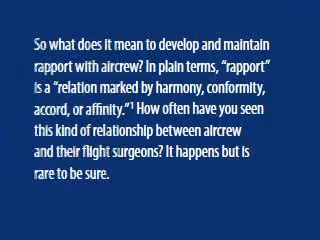 So what does it mean to develop and maintain
rapport with aircrew? In plain terms, “rapport”
is a “relation marked by harmony, conformity,
accord, or affinity.”¹ How often have you seen
this kind of relationship between aircrew
and their flight surgeons? It happens but is
rare to be sure.